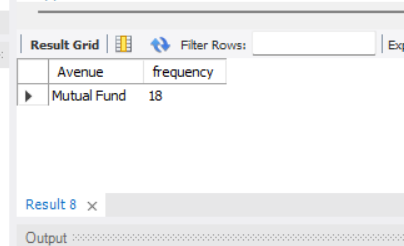 Result Grid Filter Rows: Exp
Avenue frequency
Mutual Fund 18
Result 8 ×
Output